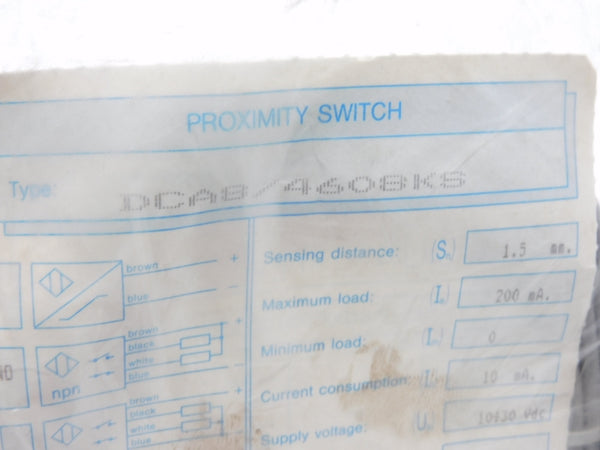 PROXIMITY SWITCH
Type: DCA8/4608KS
brown +
blue −
Sensing distance: (Sn) 1.5 mm.
brown +
black
white
blue −
npn
Maximum load: 200 mA.
Minimum load: 0
brown
black
white
blue
Current consumption: 10 mA.
Supply voltage: 10÷30 Vdc